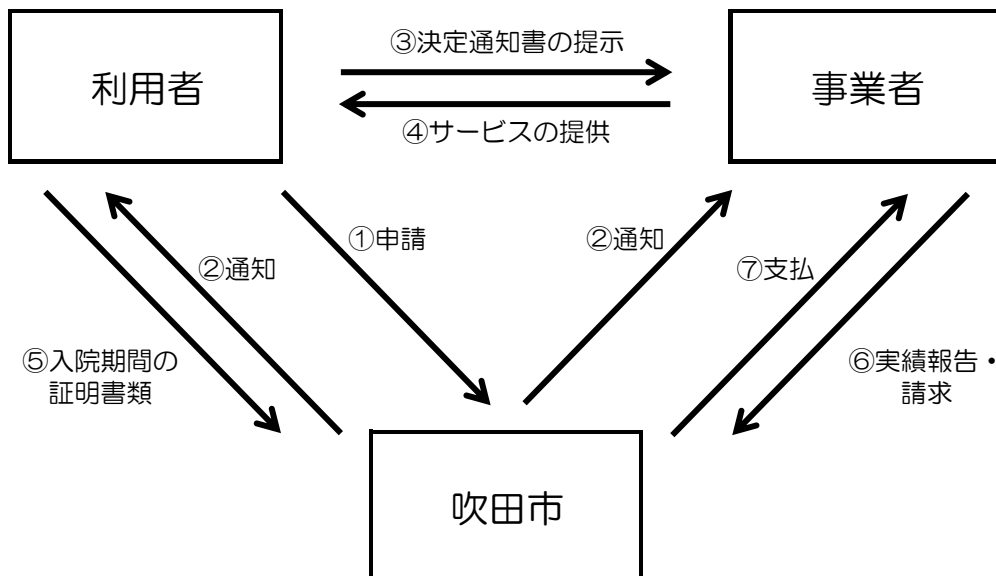 ③決定通知書の提示
利用者
事業者
④サービスの提供
①申請
②通知
②通知
⑦支払
⑤入院期間の
証明書類
⑥実績報告・
請求
吹田市